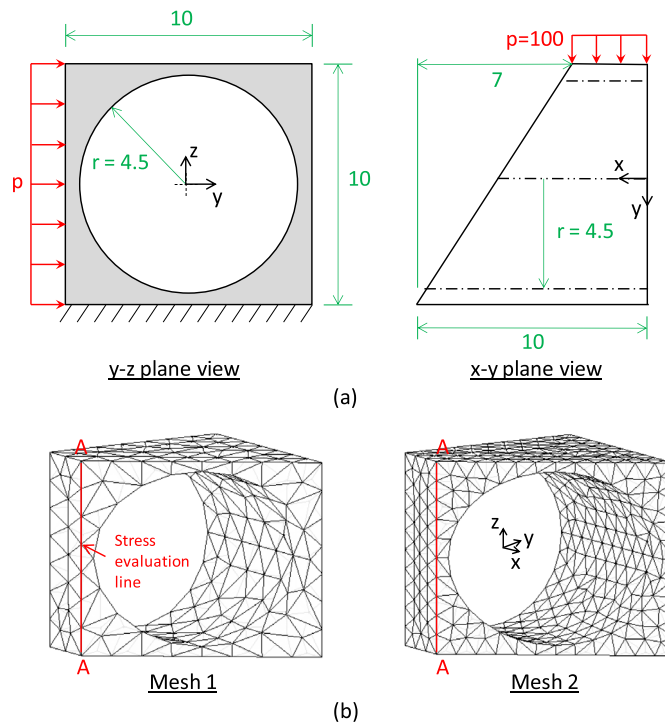 10
p=100
7
z
r = 4.5
y
p
10
x
y
r = 4.5
10
y-z plane view
x-y plane view
(a)
A
A
Stress
evaluation
line
z
y
x
A
A
Mesh 1
Mesh 2
(b)